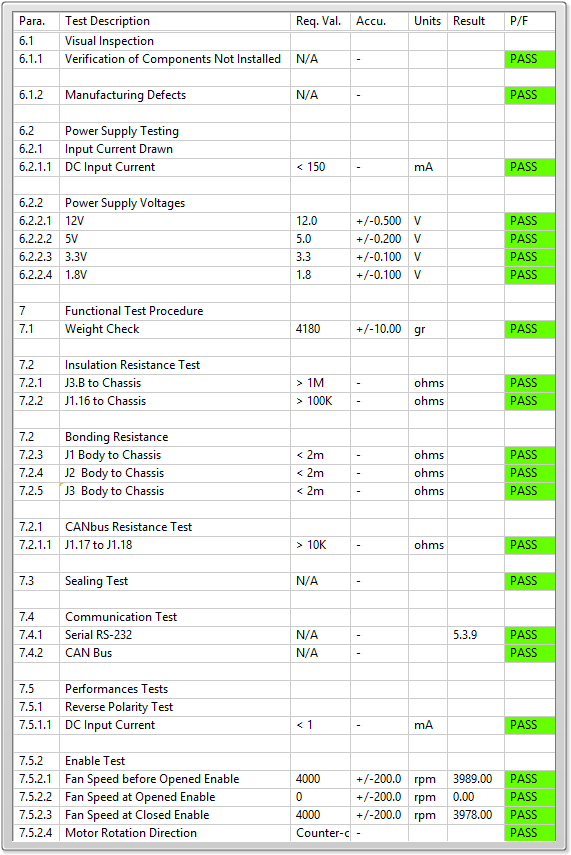 Para. Test Description Req. Val. Accu. Units Result P/F
6.1 Visual Inspection
6.1.1 Verification of Components Not Installed N/A - PASS
6.1.2 Manufacturing Defects N/A - PASS
6.2 Power Supply Testing
6.2.1 Input Current Drawn
6.2.1.1 DC Input Current < 150 - mA PASS
6.2.2 Power Supply Voltages
6.2.2.1 12V 12.0 +/-0.500 V PASS
6.2.2.2 5V 5.0 +/-0.200 V PASS
6.2.2.3 3.3V 3.3 +/-0.100 V PASS
6.2.2.4 1.8V 1.8 +/-0.100 V PASS
7 Functional Test Procedure
7.1 Weight Check 4180 +/-10.00 gr PASS
7.2 Insulation Resistance Test
7.2.1 J3.B to Chassis > 1M - ohms PASS
7.2.2 J1.16 to Chassis > 100K - ohms PASS
7.2 Bonding Resistance
7.2.3 J1 Body to Chassis < 2m - ohms PASS
7.2.4 J2 Body to Chassis < 2m - ohms PASS
7.2.5 J3 Body to Chassis < 2m - ohms PASS
7.2.1 CANbus Resistance Test
7.2.1.1 J1.17 to J1.18 > 10K - ohms PASS
7.3 Sealing Test N/A - PASS
7.4 Communication Test
7.4.1 Serial RS-232 N/A - 5.3.9 PASS
7.4.2 CAN Bus N/A - PASS
7.5 Performances Tests
7.5.1 Reverse Polarity Test
7.5.1.1 DC Input Current < 1 - mA PASS
7.5.2 Enable Test
7.5.2.1 Fan Speed before Opened Enable 4000 +/-200.0 rpm 3989.00 PASS
7.5.2.2 Fan Speed at Opened Enable 0 +/-200.0 rpm 0.00 PASS
7.5.2.3 Fan Speed at Closed Enable 4000 +/-200.0 rpm 3978.00 PASS
7.5.2.4 Motor Rotation Direction Counter-c - PASS